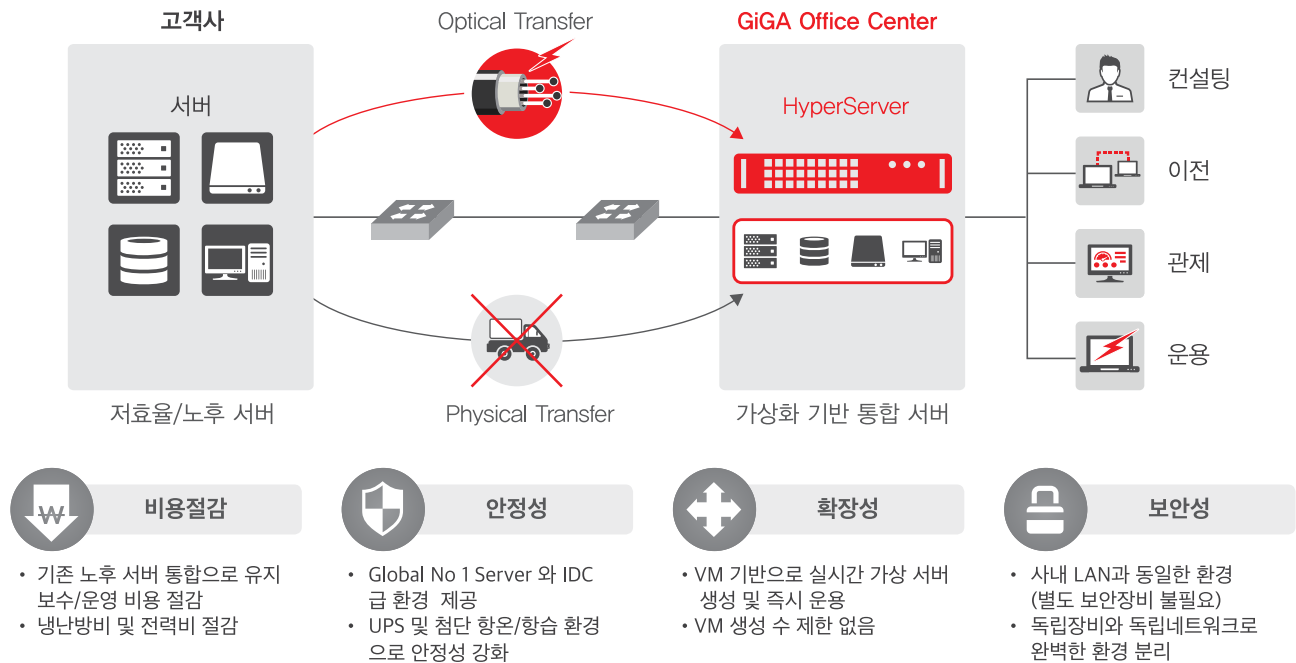 고객사
Optical Transfer
GiGA Office Center
서버
HyperServer
컨설팅
이전
관제
운용
저효율/노후 서버
Physical Transfer
가상화 기반 통합 서버
₩
비용절감
• 기존 노후 서버 통합으로 유지
보수/운영 비용 절감
• 냉난방비 및 전력비 절감
안정성
• Global No 1 Server 와 IDC
급 환경 제공
• UPS 및 첨단 항온/항습 환경
으로 안정성 강화
확장성
• VM 기반으로 실시간 가상 서버
생성 및 즉시 운용
• VM 생성 수 제한 없음
보안성
• 사내 LAN과 동일한 환경
(별도 보안장비 불필요)
• 독립장비와 독립네트워크로
완벽한 환경 분리